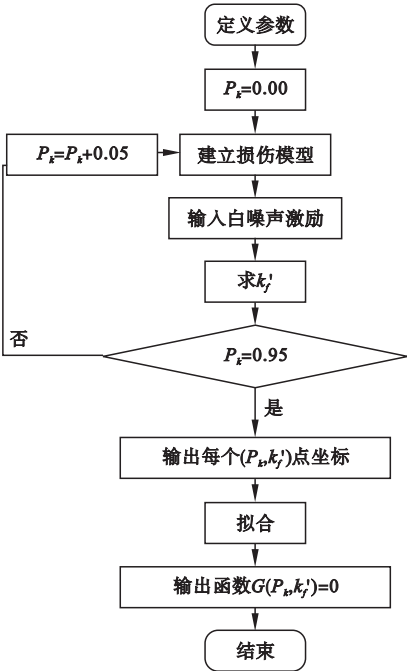 定义参数
Pk=0.00
Pk=Pk+0.05
建立损伤模型
输入白噪声激励
求kf'
否
Pk=0.95
是
输出每个(Pk,kf')点坐标
拟合
输出函数G(Pk,kf')=0
结束